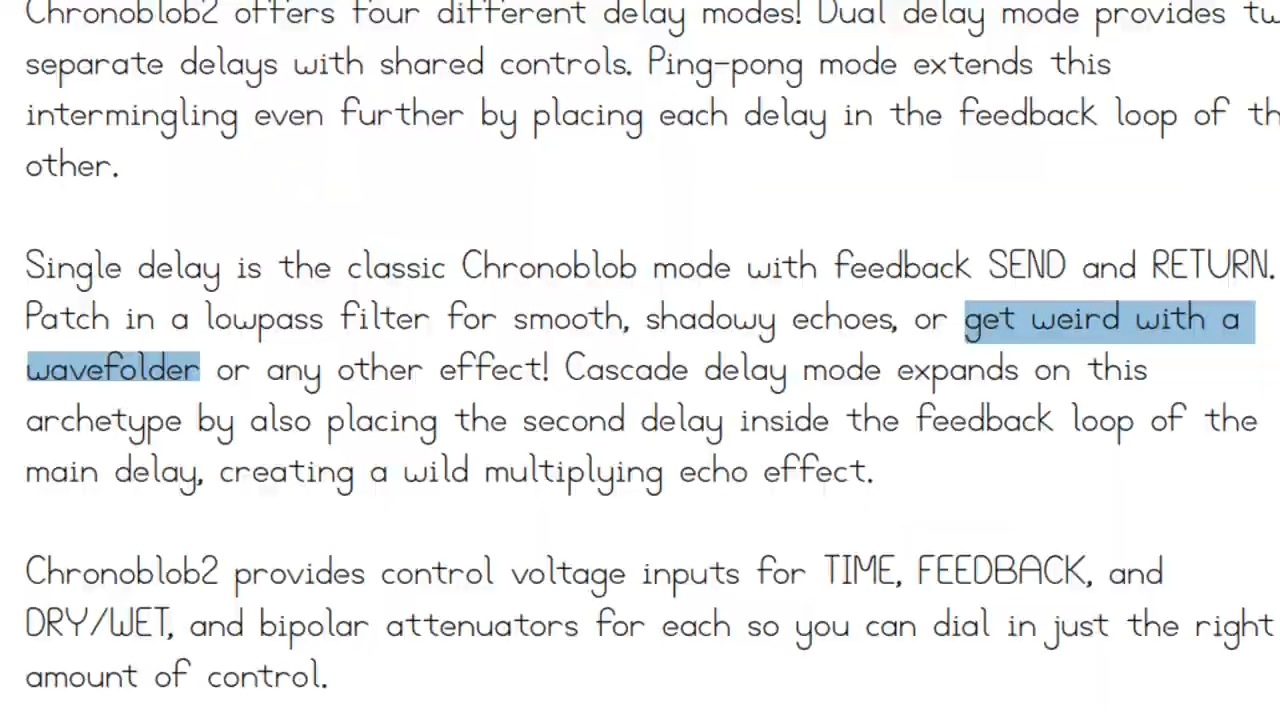 Chronoblob2 offers four different delay modes! Dual delay mode provides
separate delays with shared controls. Ping-pong mode extends this
intermingling even further by placing each delay in the feedback loop of
other.
Single delay is the classic Chronoblob mode with feedback SEND and RETURN.
Patch in a lowpass filter for smooth, shadowy echoes, or get weird with a
wavefolder or any other effect! Cascade delay mode expands on this
archetype by also placing the second delay inside the feedback loop of the
main delay, creating a wild multiplying echo effect.
Chronoblob2 provides control voltage inputs for TIME, FEEDBACK, and
DRY/WET, and bipolar attenuators for each so you can dial in just the right
amount of control.